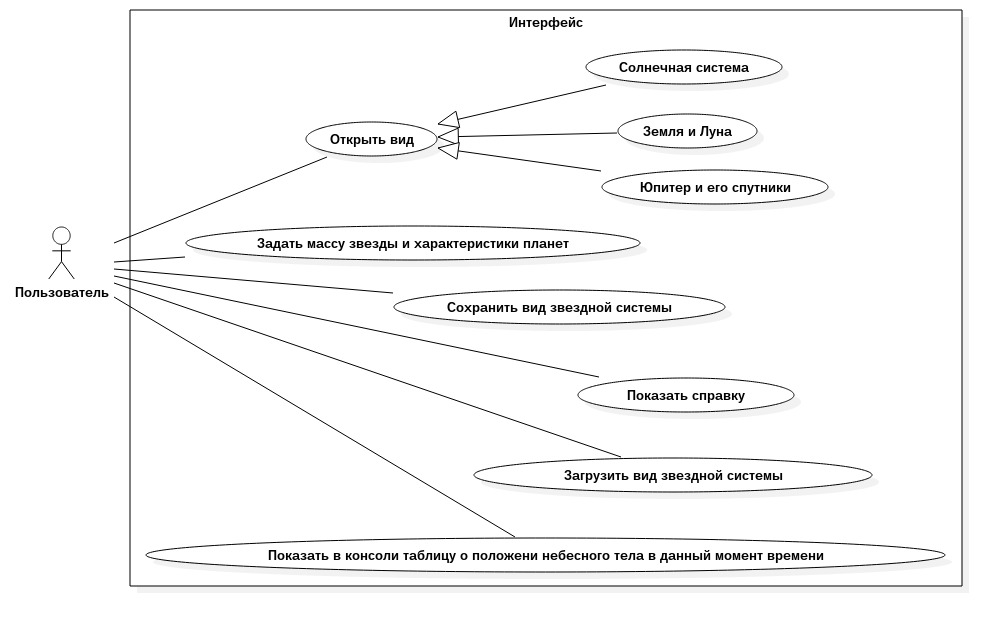 Интерфейс
Солнечная система
Земля и Луна
Открыть вид
Юпитер и его спутники
Задать массу звезды и характеристики планет
Пользователь
Сохранить вид звездной системы
Показать справку
Загрузить вид звездной системы
Показать в консоли таблицу о положени небесного тела в данный момент времени